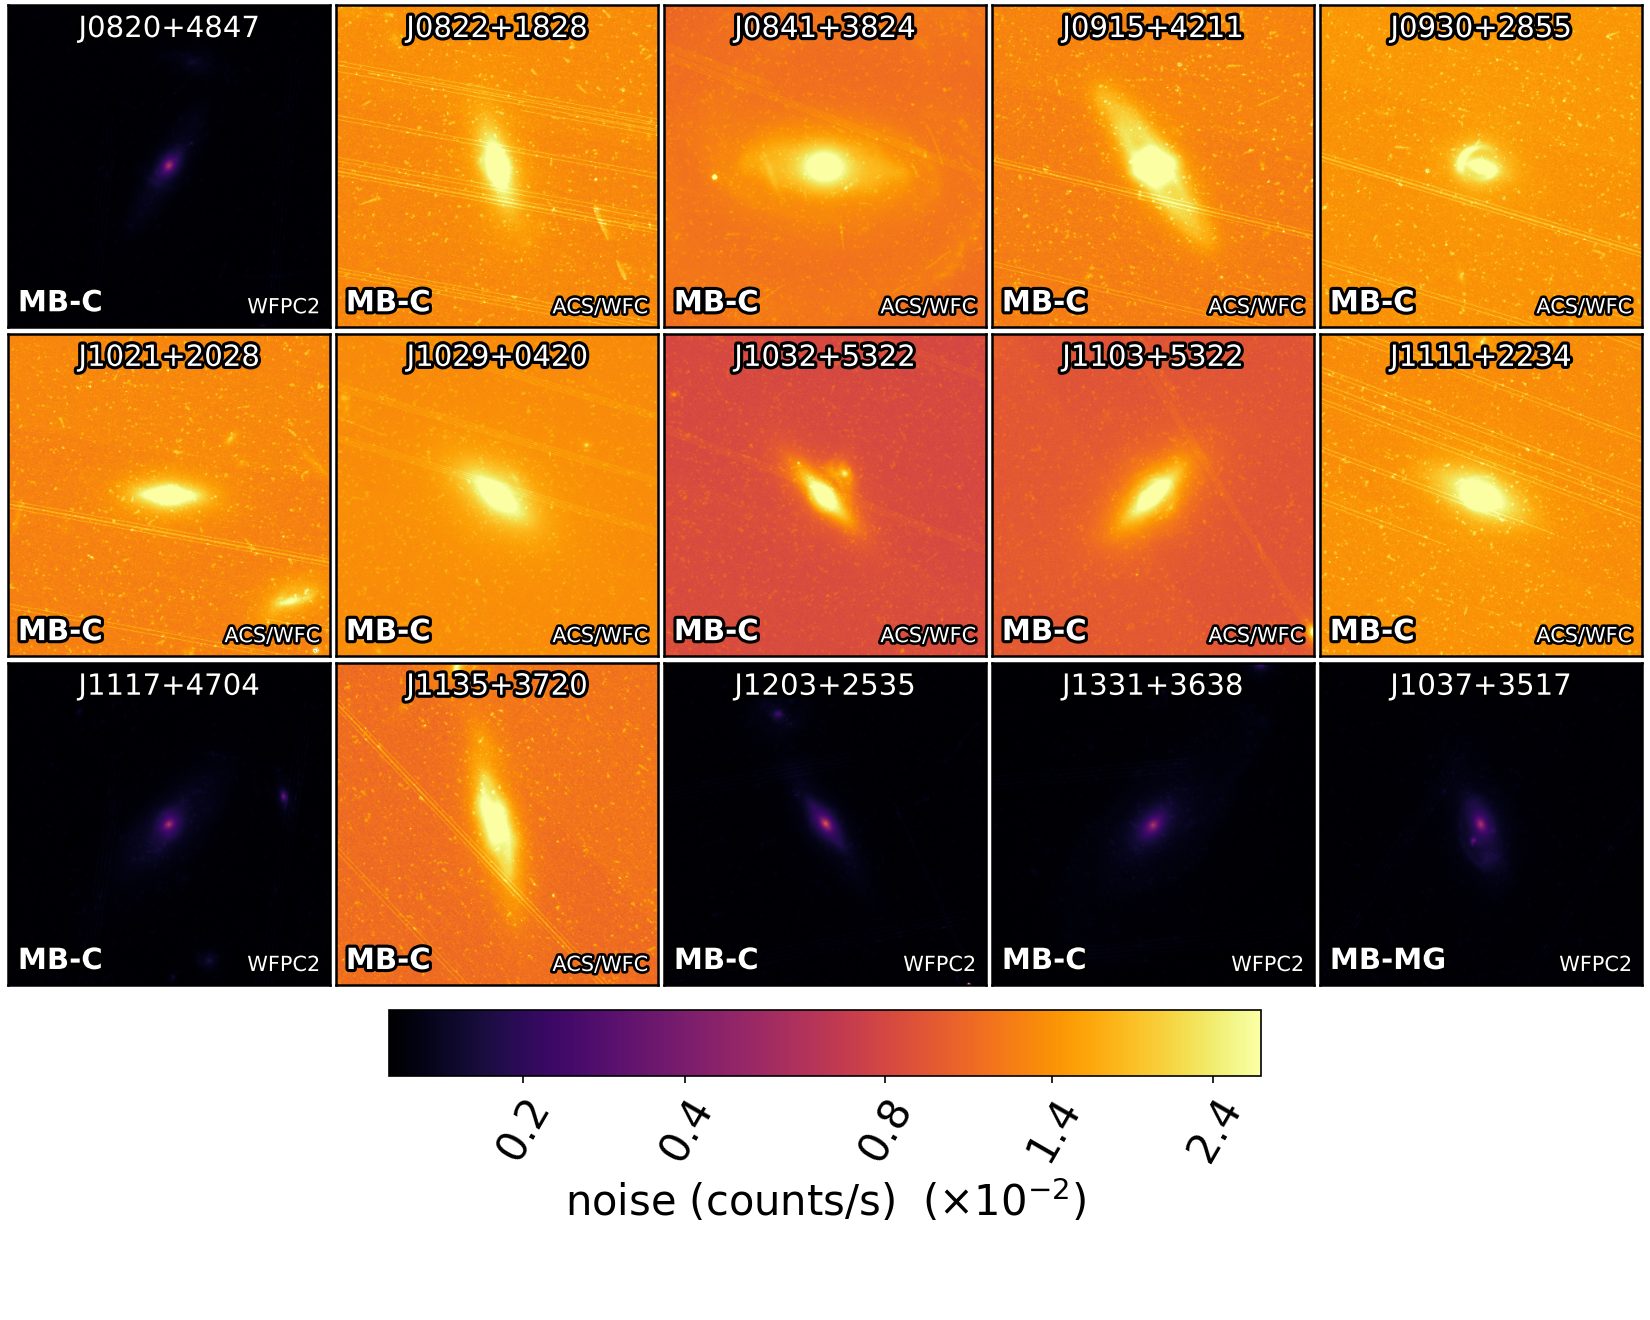 J0820+4847
MB-C
WFPC2
J0822+1828
MB-C
ACS/WFC
J0841+3824
MB-C
ACS/WFC
J0915+4211
MB-C
ACS/WFC
J0930+2855
MB-C
ACS/WFC
J1021+2028
MB-C
ACS/WFC
J1029+0420
MB-C
ACS/WFC
J1032+5322
MB-C
ACS/WFC
J1103+5322
MB-C
ACS/WFC
J1111+2234
MB-C
ACS/WFC
J1117+4704
MB-C
WFPC2
J1135+3720
MB-C
ACS/WFC
J1203+2535
MB-C
WFPC2
J1331+3638
MB-C
WFPC2
J1037+3517
MB-MG
WFPC2
0.2 0.4 0.8 1.4 2.4
noise (counts/s) (×10⁻²)